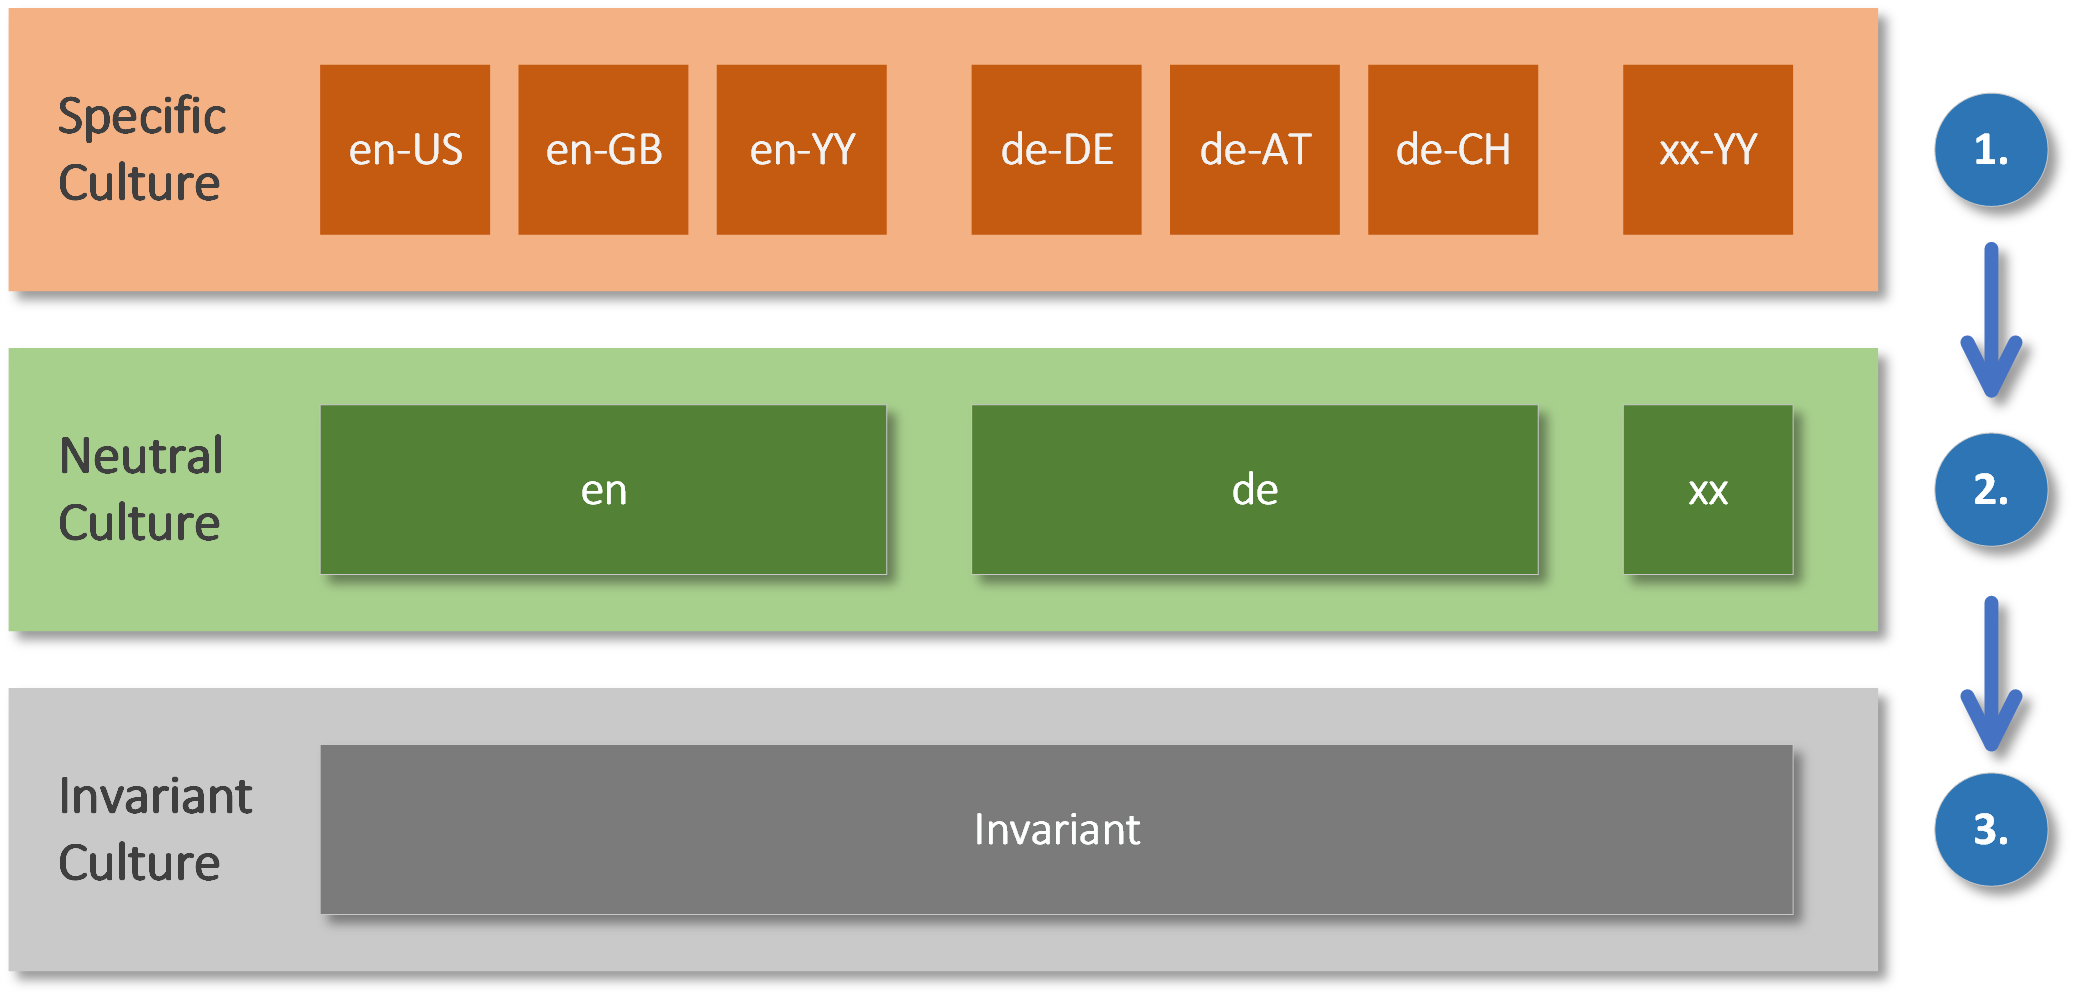 Specific
Culture
en-US
en-GB
en-YY
de-DE
de-AT
de-CH
xx-YY
1.
Neutral
Culture
en
de
xx
2.
Invariant
Culture
Invariant
3.